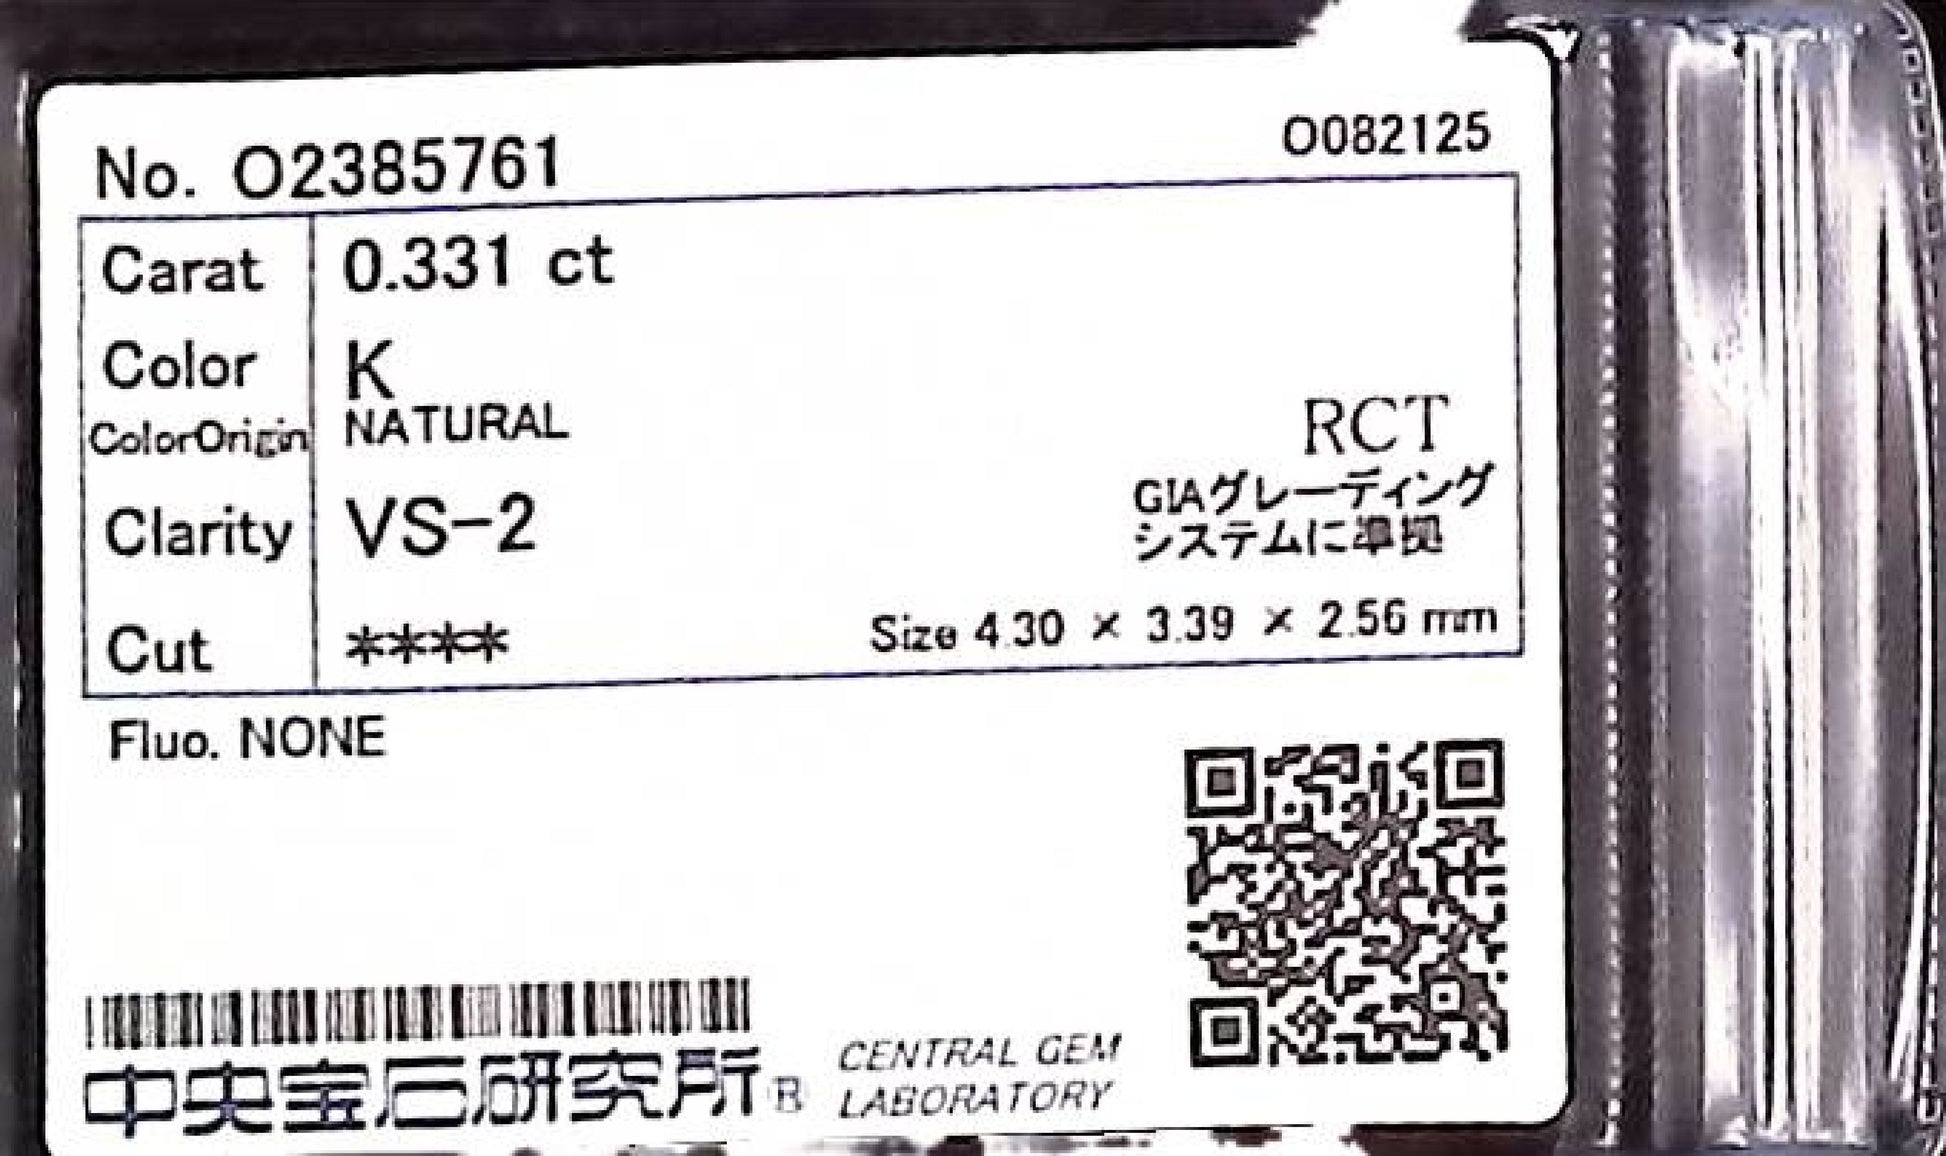 No. O2385761
O082125
Carat 0.331 ct
Color K
ColorOrigin NATURAL
RCT
GIAグレーディング
システムに準拠
Clarity VS-2
Cut ****
Size 4.30 × 3.39 × 2.56 mm
Fluo. NONE
中央宝石研究所 R
CENTRAL GEM
LABORATORY